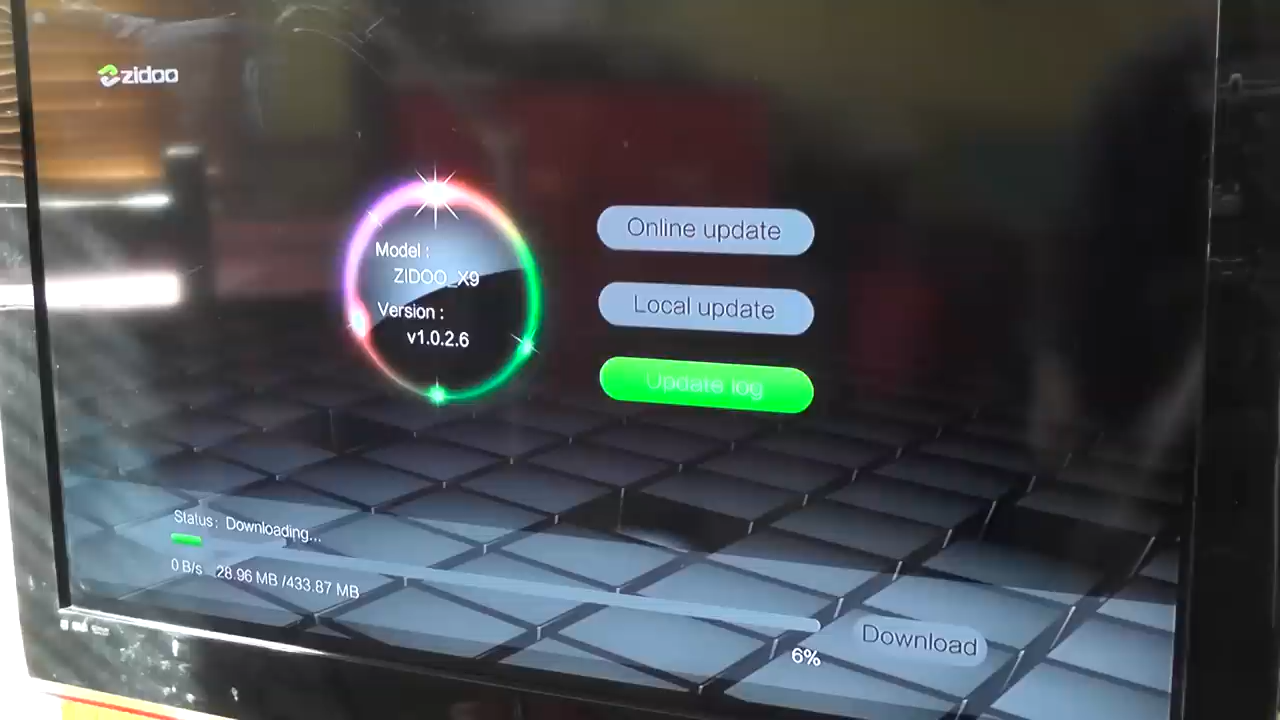 zidoo
Model :
ZIDOO_X9
Version :
v1.0.2.6
Online update
Local update
Update log
Status: Downloading...
0 B/s 28.96 MB /433.87 MB
6%
Download